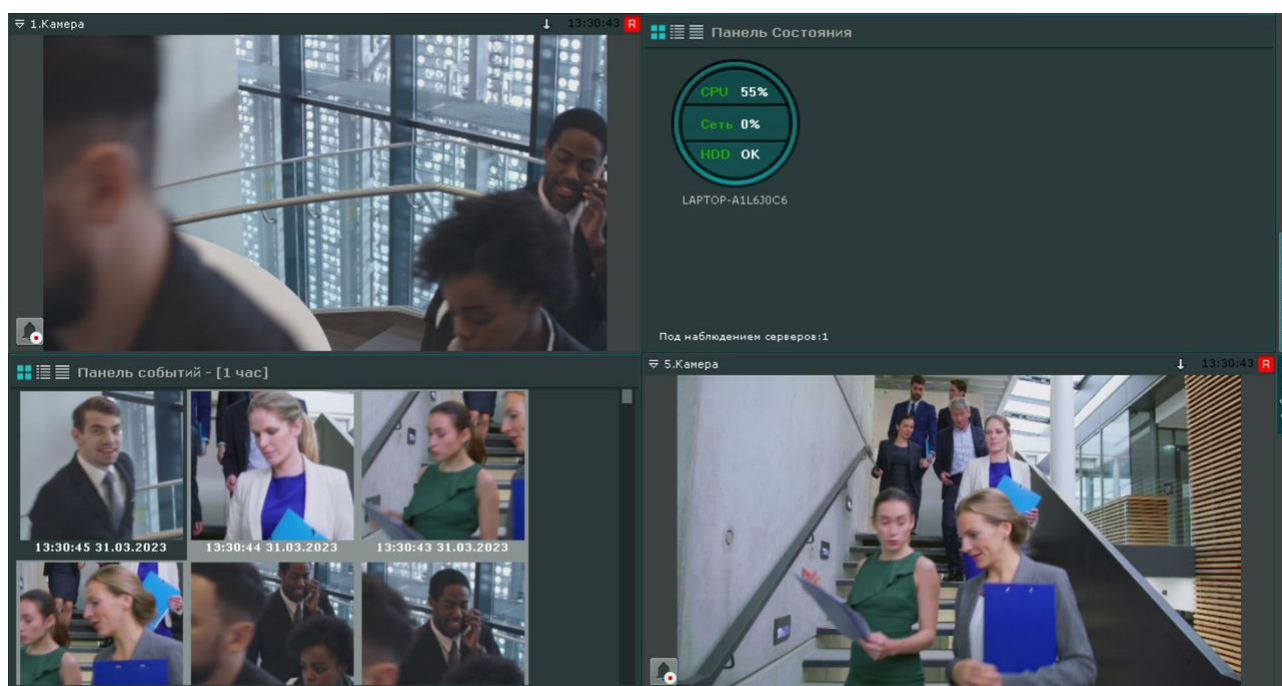 1.Камера
13:30:43 R
Панель Состояния
CPU 55%
Сеть 0%
HDD OK
LAPTOP-A1L6J0C6
Под наблюдением серверов:1
Панель событий - [1 час]
13:30:45 31.03.2023
13:30:44 31.03.2023
13:30:43 31.03.2023
5.Камера
13:30:43 R